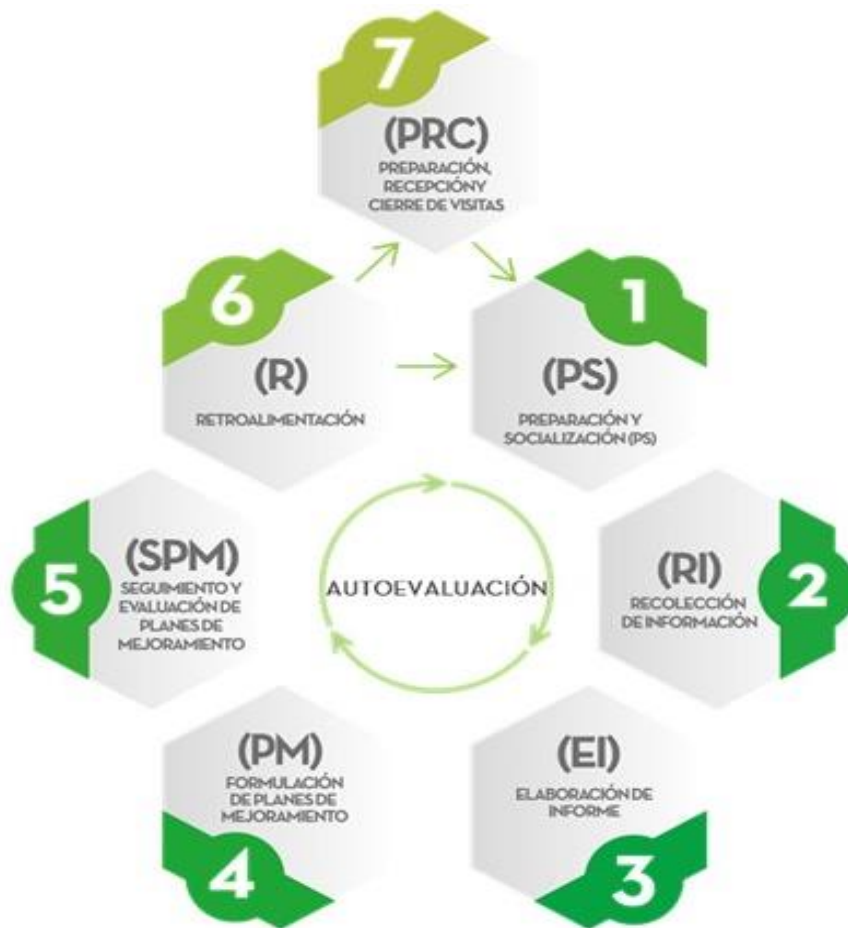 7
(PRC)
PREPARACIÓN,
RECEPCIÓNY
CIERRE DE VISITAS
6
(R)
RETROALIMENTACIÓN
1
(PS)
PREPARACIÓN Y
SOCIALIZACIÓN (PS)
5
(SPM)
SEGUIMIENTO Y
EVALUACIÓN DE
PLANES DE
MEJORAMIENTO
AUTOEVALUACIÓN
(RI)
RECOLECCIÓN
DE INFORMACIÓN
2
(PM)
FORMULACIÓN
DE PLANES DE
MEJORAMIENTO
4
(EI)
ELABORACIÓN DE
INFORME
3